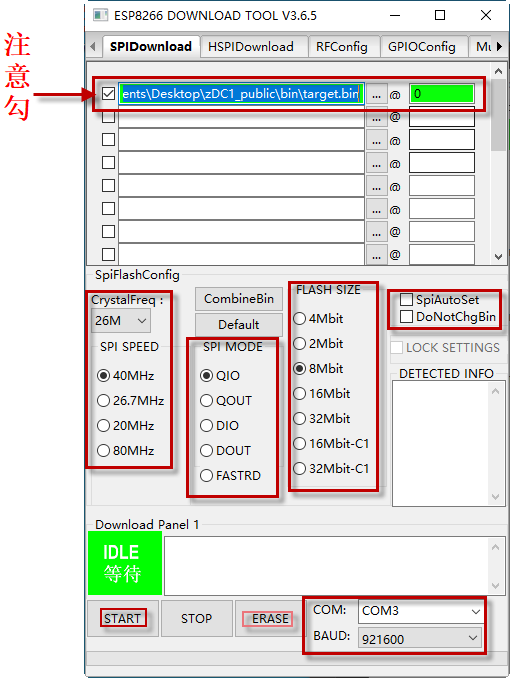 ESP8266 DOWNLOAD TOOL V3.6.5
SPIDownload HSPIDownload RFConfig GPIOConfig Mu
注意勾
ents\Desktop\zDC1_public\bin\target.bin ... @ 0
... @
... @
... @
... @
... @
... @
SpiFlashConfig
CrystalFreq :
26M
CombineBin
Default
SPI SPEED
40MHz
26.7MHz
20MHz
80MHz
SPI MODE
QIO
QOUT
DIO
DOUT
FASTRD
FLASH SIZE
4Mbit
2Mbit
8Mbit
16Mbit
32Mbit
16Mbit-C1
32Mbit-C1
SpiAutoSet
DoNotChgBin
LOCK SETTINGS
DETECTED INFO
Download Panel 1
IDLE
等待
START STOP ERASE
COM: COM3
BAUD: 921600